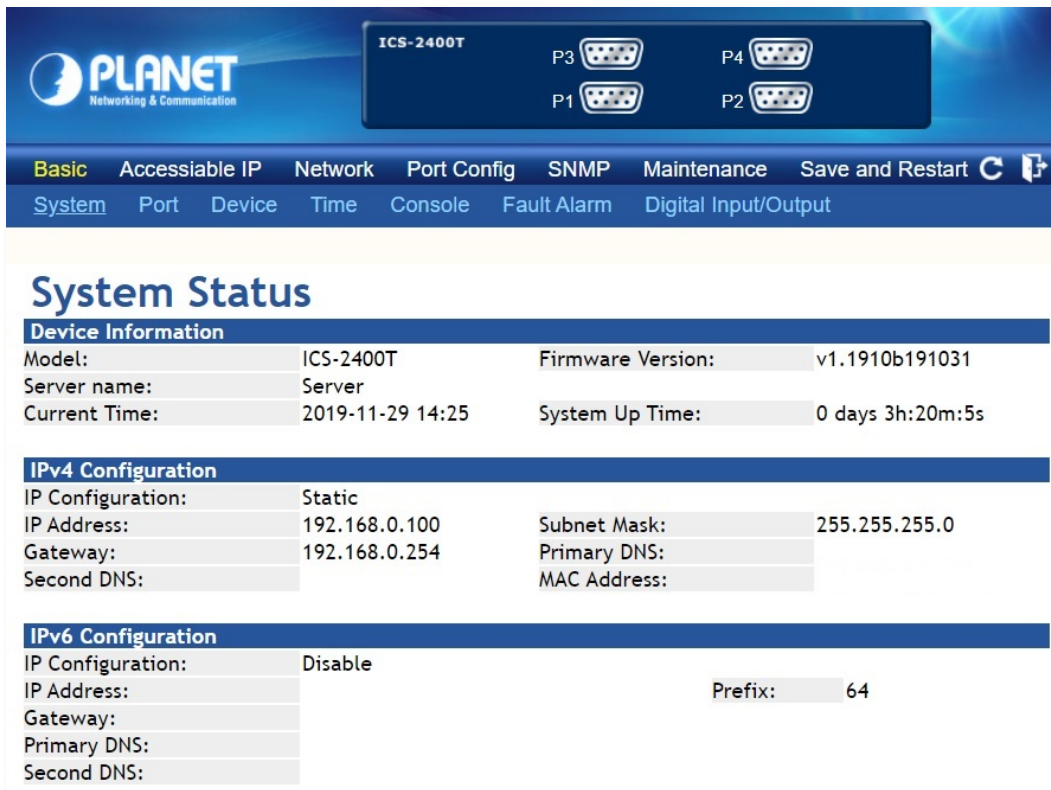 PLANET
Networking & Communication
ICS-2400T
P3 P4
P1 P2
Basic Accessiable IP Network Port Config SNMP Maintenance Save and Restart
System Port Device Time Console Fault Alarm Digital Input/Output
System Status
Device Information
Model: ICS-2400T Firmware Version: v1.1910b191031
Server name: Server
Current Time: 2019-11-29 14:25 System Up Time: 0 days 3h:20m:5s
IPv4 Configuration
IP Configuration: Static
IP Address: 192.168.0.100 Subnet Mask: 255.255.255.0
Gateway: 192.168.0.254 Primary DNS:
Second DNS: MAC Address:
IPv6 Configuration
IP Configuration: Disable
IP Address: Prefix: 64
Gateway:
Primary DNS:
Second DNS: